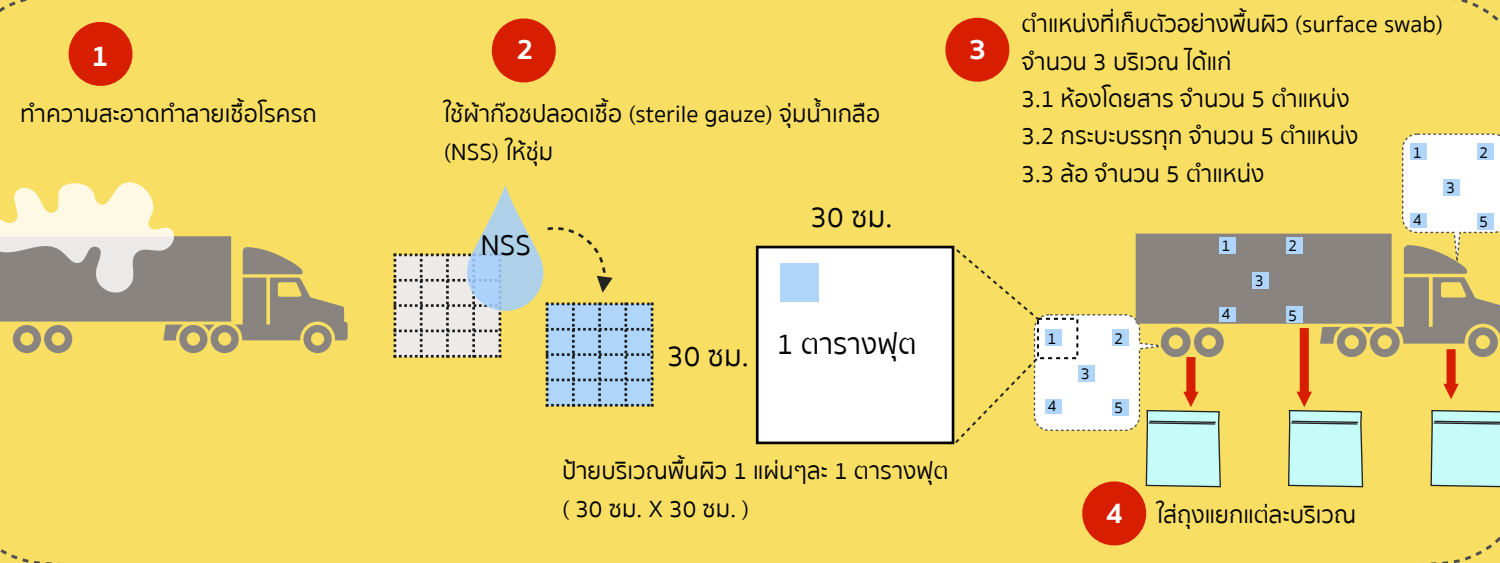 1
ทำความสะอาดทำลายเชื้อโรครถ
2
ใช้ผ้าก๊อซปลอดเชื้อ (sterile gauze) จุ่มน้ำเกลือ
(NSS) ให้ชุ่ม
NSS
30 ซม.
30 ซม.
1 ตารางฟุต
ป้ายบริเวณพื้นผิว 1 แผ่นๆละ 1 ตารางฟุต
( 30 ซม. X 30 ซม. )
3
ตำแหน่งที่เก็บตัวอย่างพื้นผิว (surface swab)
จำนวน 3 บริเวณ ได้แก่
3.1 ห้องโดยสาร จำนวน 5 ตำแหน่ง
3.2 กระบะบรรทุก จำนวน 5 ตำแหน่ง
3.3 ล้อ จำนวน 5 ตำแหน่ง
1 2
3
4 5
1 2
3
4 5
1 2
3
4 5
4
ใส่ถุงแยกแต่ละบริเวณ